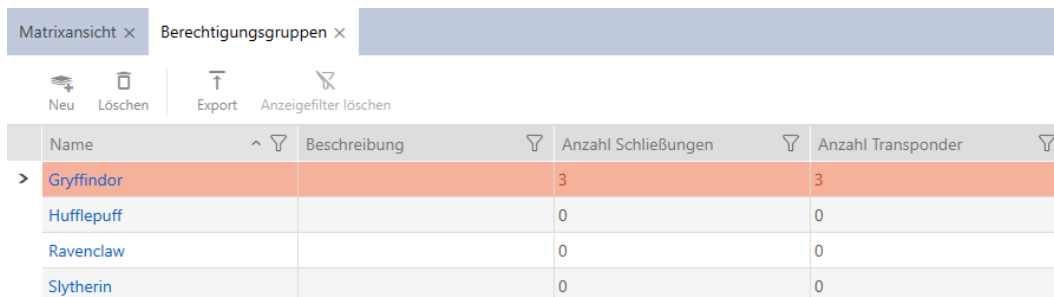 Matrixansicht × Berechtigungsgruppen ×
Neu Löschen Export Anzeigefilter löschen
Name Beschreibung Anzahl Schließungen Anzahl Transponder
Gryffindor 3 3
Hufflepuff 0 0
Ravenclaw 0 0
Slytherin 0 0